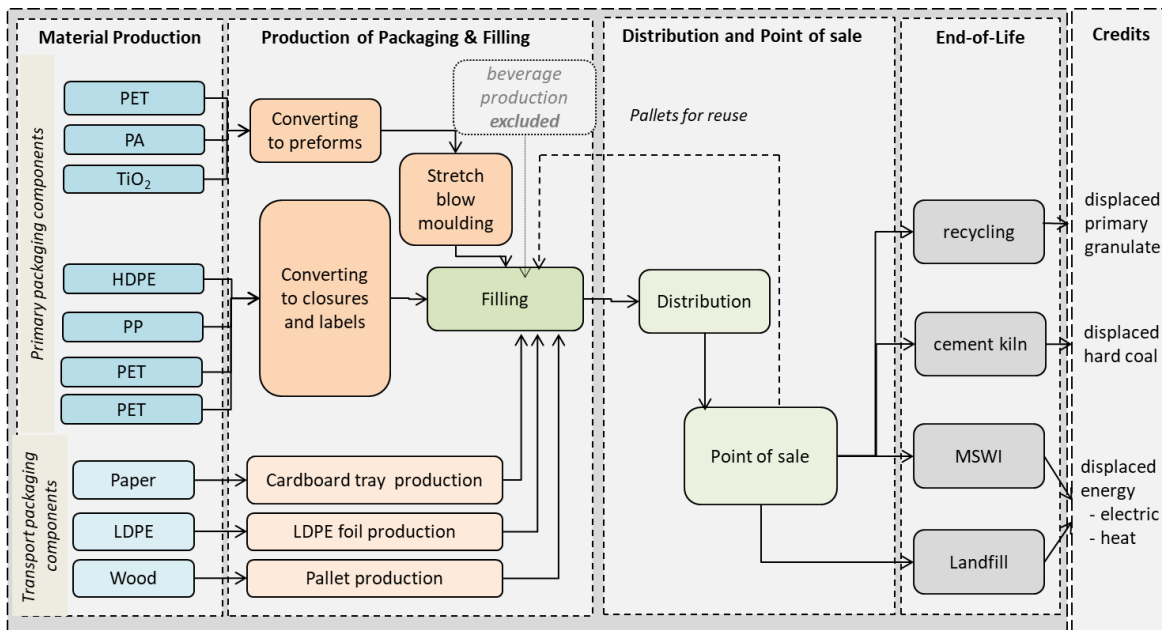 Material Production
Production of Packaging & Filling
Distribution and Point of sale
End-of-Life
Credits
Primary packaging components
PET
PA
TiO₂
HDPE
PP
PET
PET
Transport packaging
components
Paper
LDPE
Wood
Converting
to preforms
beverage
production
excluded
Stretch
blow
moulding
Converting
to closures
and labels
Filling
Cardboard tray production
LDPE foil production
Pallet production
Pallets for reuse
Distribution
Point of sale
recycling
cement kiln
MSWI
Landfill
displaced
primary
granulate
displaced
hard coal
displaced
energy
- electric
- heat